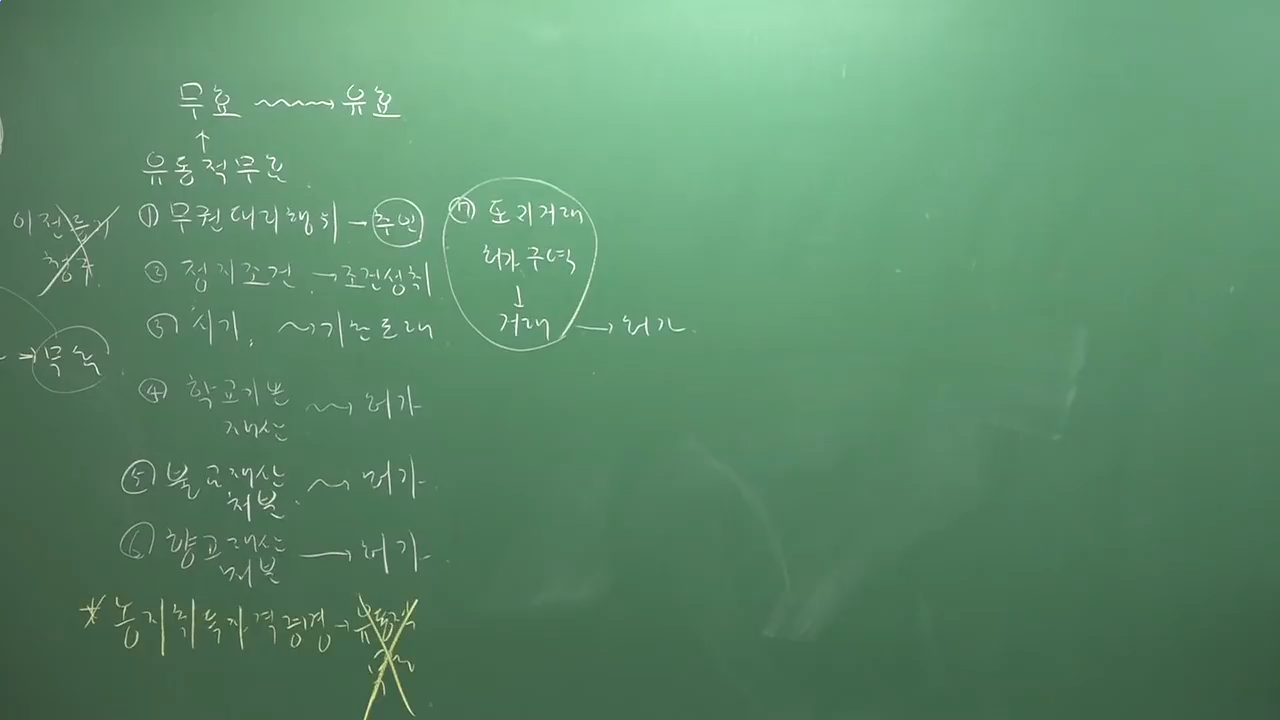 무효 → 유효
↑
유동적무효
① 무권대리행위 → 추인
② 정지조건 → 조건성취
③ 시기, → 기한도래
④ 학교기본 → 허가
재산
⑤ 불교재산 → 허가
처분
⑥ 향교재산 → 허가
처분
* 농지취득자격증명 → 유동적
무효
이전등기
청구
→ 무효
⑦ 토지거래
허가구역
↓
거래 → 허가